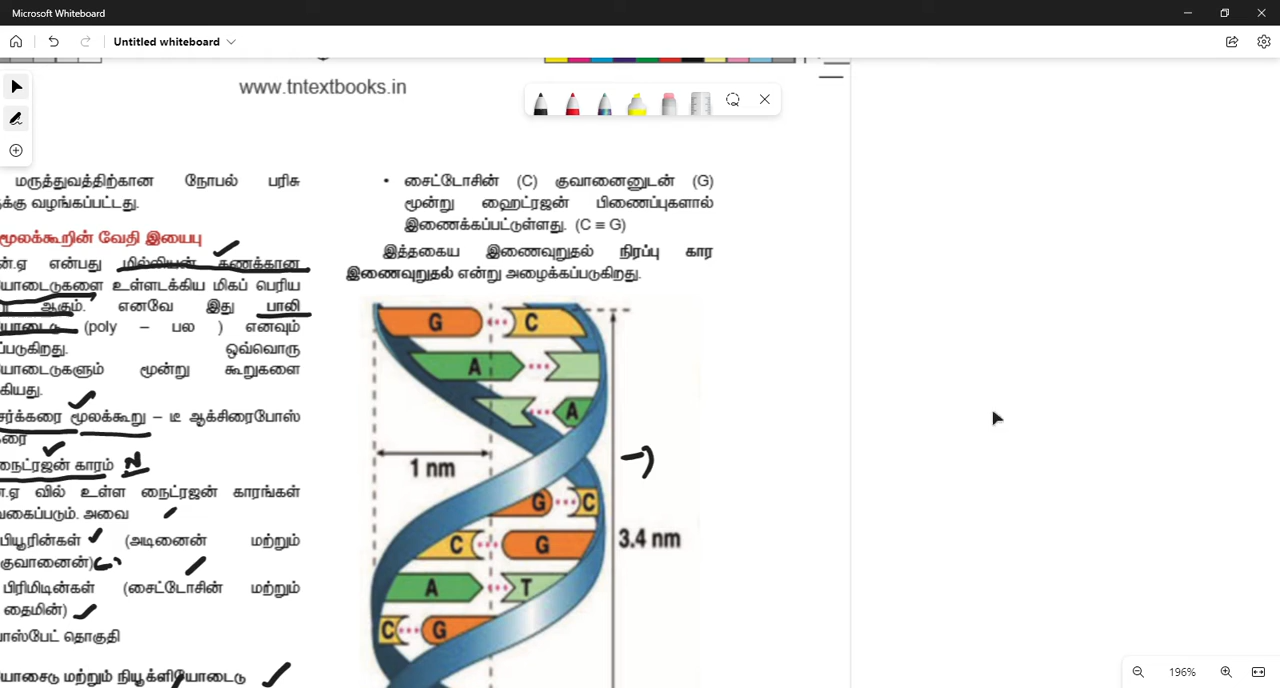 Microsoft Whiteboard
Untitled whiteboard
www.tntextbooks.in
மருத்துவத்திற்கான நோபல் பரிசு
க்கு வழங்கப்பட்டது.
மூலக்கூறின் வேதி இயைபு
ன்.ஏ என்பது மில்லியன் கணக்கான
யோடைடுகளை உள்ளடக்கிய மிகப் பெரிய
ஆகும். எனவே இது பாலி
யோடைடு (poly – பல ) எனவும்
ப்படுகிறது. ஒவ்வொரு
யோடைடுகளும் மூன்று கூறுகளை
கியது.
சர்க்கரை மூலக்கூறு – டீ ஆக்சிரைபோஸ்
கரை
நைட்ரஜன் காரம் N
ன்.ஏ வில் உள்ள நைட்ரஜன் காரங்கள்
வகைப்படும். அவை
பியூரின்கள் (அடினைன் மற்றும்
குவானைன்)
பிரிமிடின்கள் (சைட்டோசின் மற்றும்
தைமின்)
ாஸ்பேட் தொகுதி
யோசைடு மற்றும் நியூக்ளியோடைடு
• சைட்டோசின் (C) குவானைனுடன் (G)
மூன்று ஹைட்ரஜன் பிணைப்புகளால்
இணைக்கப்பட்டுள்ளது. (C ≡ G)
இத்தகைய இணைவுறுதல் நிரப்பு கார
இணைவுறுதல் என்று அழைக்கப்படுகிறது.
G C
A
A
1 nm
G C
C G
3.4 nm
A T
C G
196%